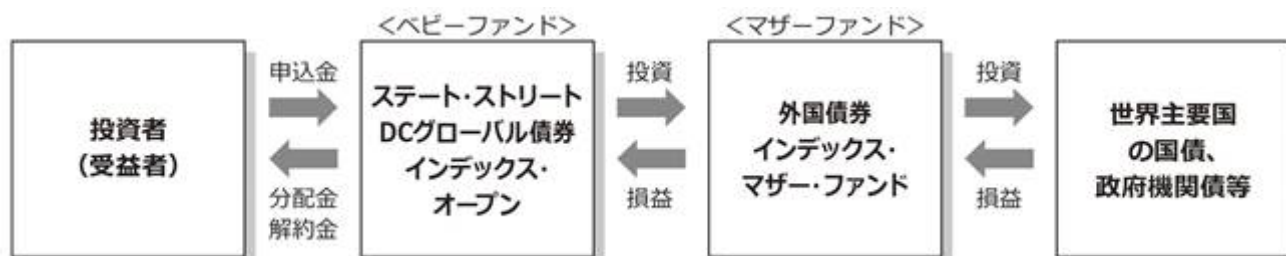 <ベビーファンド>
<マザーファンド>
投資者
(受益者)
申込金
分配金
解約金
ステート・ストリート
DCグローバル債券
インデックス・
オープン
投資
損益
外国債券
インデックス・
マザー・ファンド
投資
損益
世界主要国
の国債、
政府機関債等